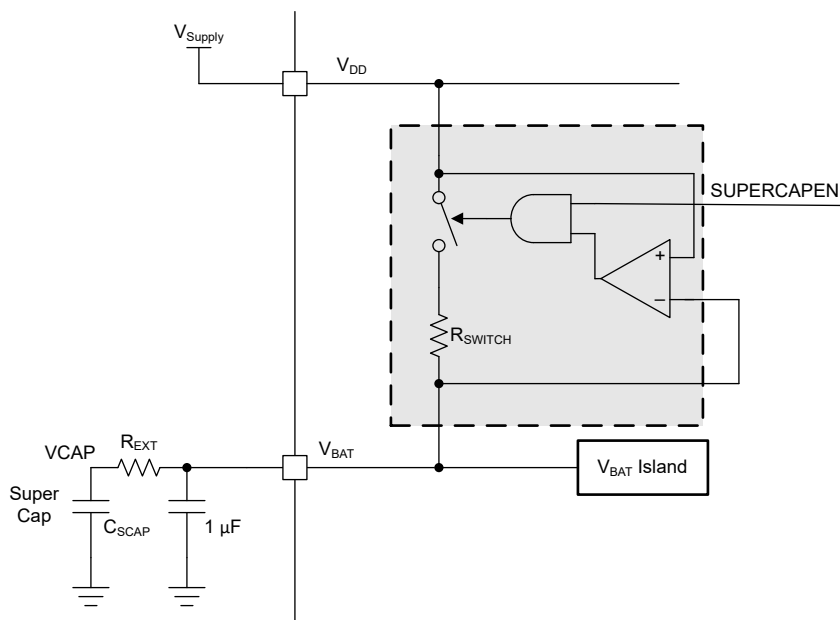 VSupply
VDD
SUPERCAPEN
+
−
RSWITCH
VCAP
REXT
VBAT
VBAT Island
Super
Cap
CSCAP
1 µF